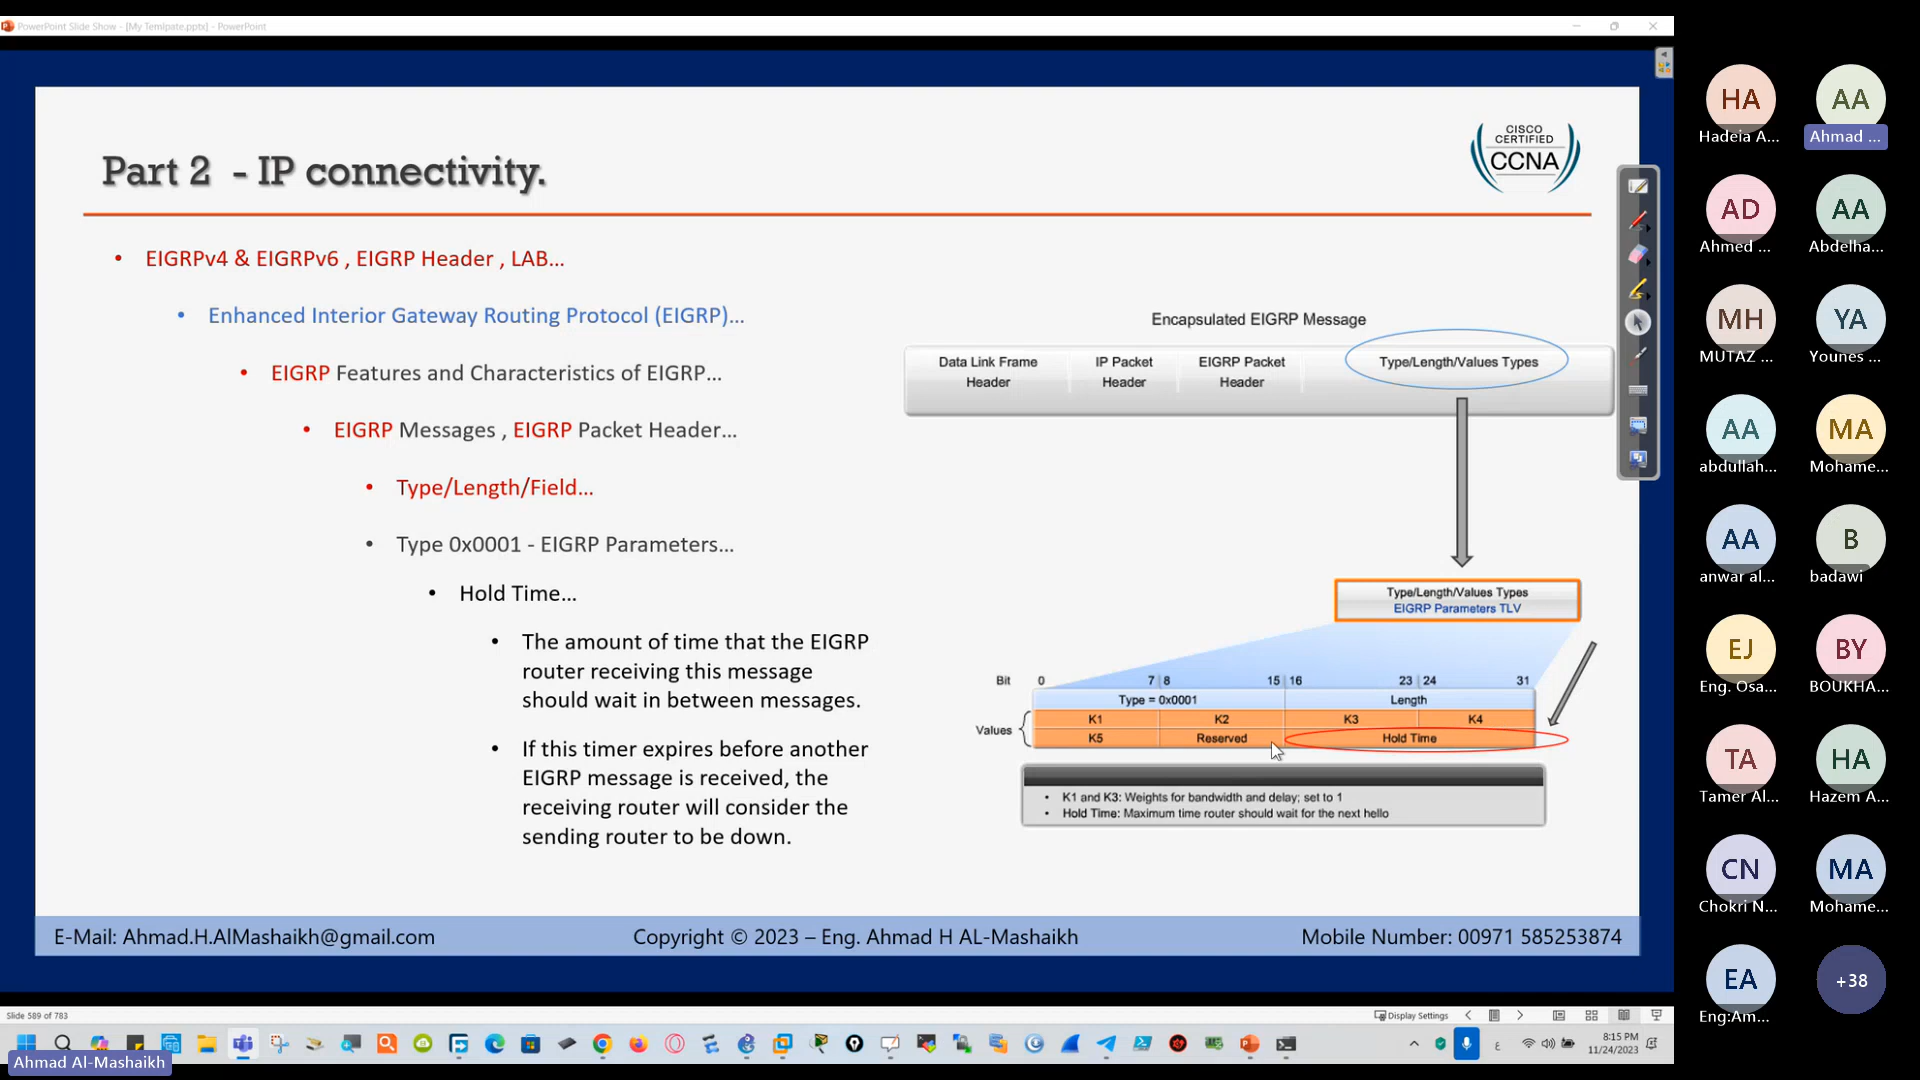 PowerPoint Slide Show - [My Temlpate.pptx] - PowerPoint
Part 2 - IP connectivity.
CISCO
CERTIFIED
CCNA
• EIGRPv4 & EIGRPv6 , EIGRP Header , LAB…
• Enhanced Interior Gateway Routing Protocol (EIGRP)…
• EIGRP Features and Characteristics of EIGRP…
• EIGRP Messages , EIGRP Packet Header…
• Type/Length/Field…
• Type 0x0001 - EIGRP Parameters…
• Hold Time…
• The amount of time that the EIGRP
router receiving this message
should wait in between messages.
• If this timer expires before another
EIGRP message is received, the
receiving router will consider the
sending router to be down.
Encapsulated EIGRP Message
Data Link Frame
Header
IP Packet
Header
EIGRP Packet
Header
Type/Length/Values Types
Type/Length/Values Types
EIGRP Parameters TLV
Bit 0 7 8 15 16 23 24 31
Type = 0x0001 Length
Values
K1 K2 K3 K4
K5 Reserved Hold Time
• K1 and K3: Weights for bandwidth and delay; set to 1
• Hold Time: Maximum time router should wait for the next hello
E-Mail: Ahmad.H.AlMashaikh@gmail.com
Copyright © 2023 – Eng. Ahmad H AL-Mashaikh
Mobile Number: 00971 585253874
Slide 589 of 783
Display Settings
8:15 PM
11/24/2023
ع
Ahmad Al-Mashaikh
HA
Hadeia A...
AA
Ahmad ...
AD
Ahmed ...
AA
Abdelha...
MH
MUTAZ ...
YA
Younes ...
AA
abdullah...
MA
Mohame...
AA
anwar al...
B
badawi
EJ
Eng. Osa...
BY
BOUKHA...
TA
Tamer Al...
HA
Hazem A...
CN
Chokri N...
MA
Mohame...
EA
Eng:Am...
+38